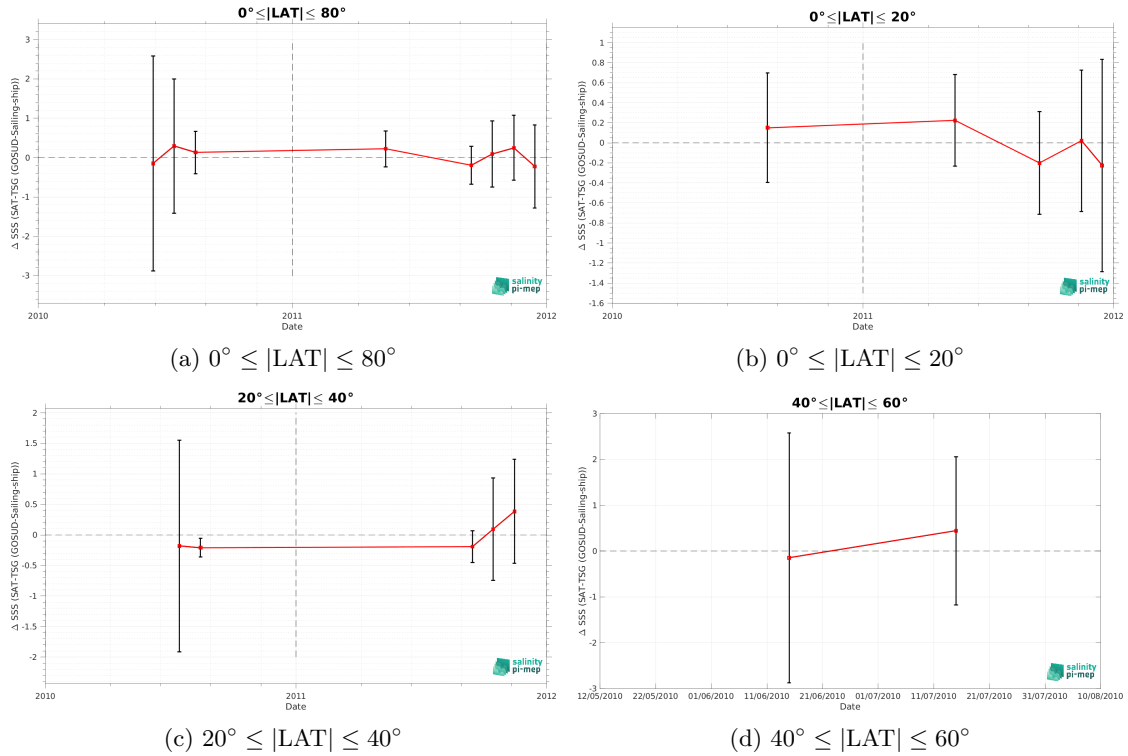 0°≤|LAT|≤ 80°
Δ SSS (SAT-TSG (GOSUD-Sailing-ship))
3
2
1
0
-1
-2
-3
2010
2011
2012
Date
salinity
pi-mep
(a) 0° ≤ |LAT| ≤ 80°
0°≤|LAT|≤ 20°
Δ SSS (SAT-TSG (GOSUD-Sailing-ship))
1
0.8
0.6
0.4
0.2
0
-0.2
-0.4
-0.6
-0.8
-1
-1.2
-1.4
-1.6
2010
2011
2012
Date
salinity
pi-mep
(b) 0° ≤ |LAT| ≤ 20°
20°≤|LAT|≤ 40°
Δ SSS (SAT-TSG (GOSUD-Sailing-ship))
2
1.5
1
0.5
0
-0.5
-1
-1.5
-2
2010
2011
2012
Date
salinity
pi-mep
(c) 20° ≤ |LAT| ≤ 40°
40°≤|LAT|≤ 60°
Δ SSS (SAT-TSG (GOSUD-Sailing-ship))
3
2
1
0
-1
-2
-3
12/05/2010
22/05/2010
01/06/2010
11/06/2010
21/06/2010
01/07/2010
11/07/2010
21/07/2010
31/07/2010
10/08/2010
Date
salinity
pi-mep
(d) 40° ≤ |LAT| ≤ 60°